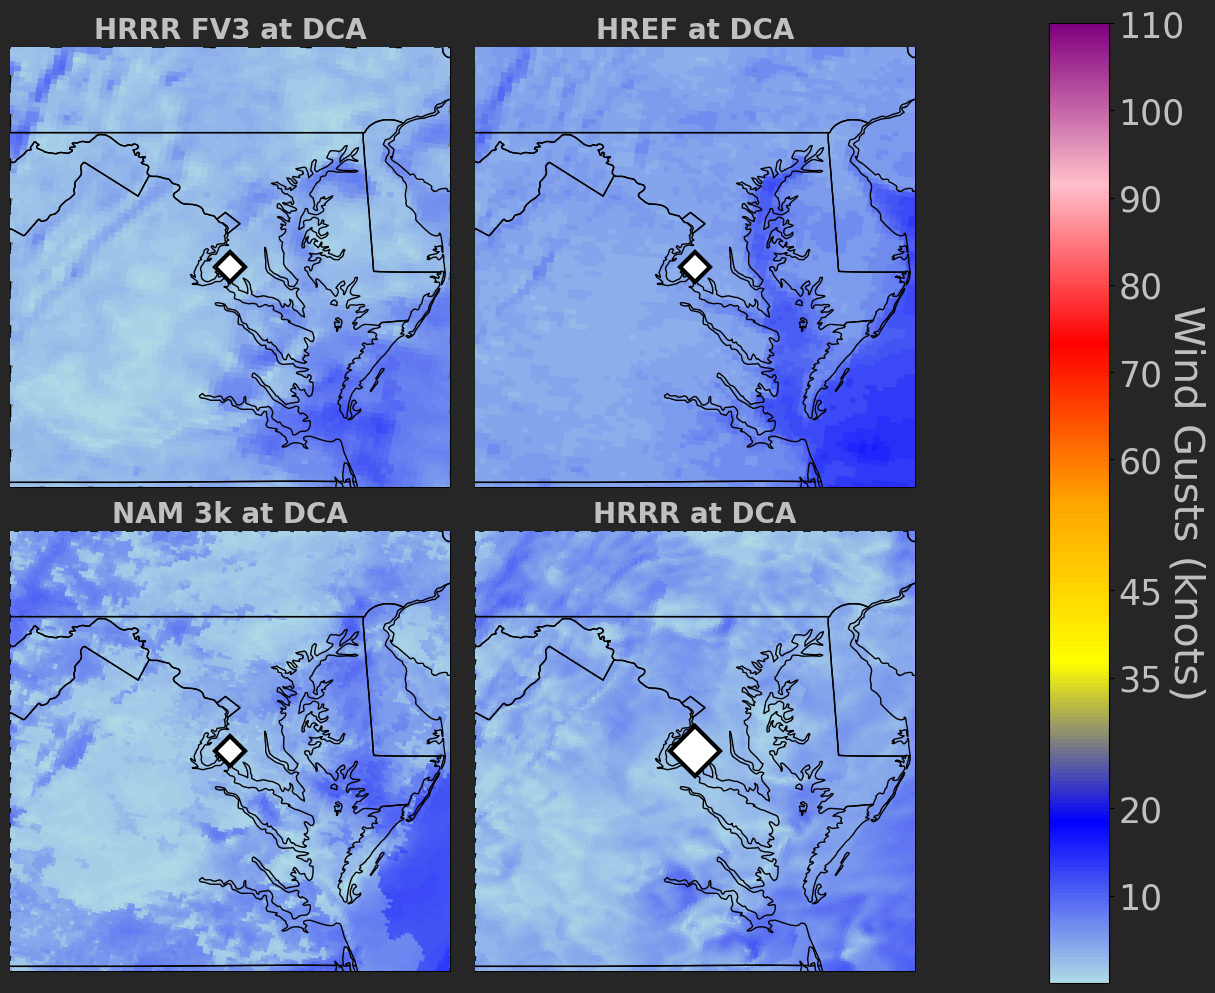 HRRR FV3 at DCA
HREF at DCA
NAM 3k at DCA
HRRR at DCA
110
100
90
80
70
60
45
35
20
10
Wind Gusts (knots)